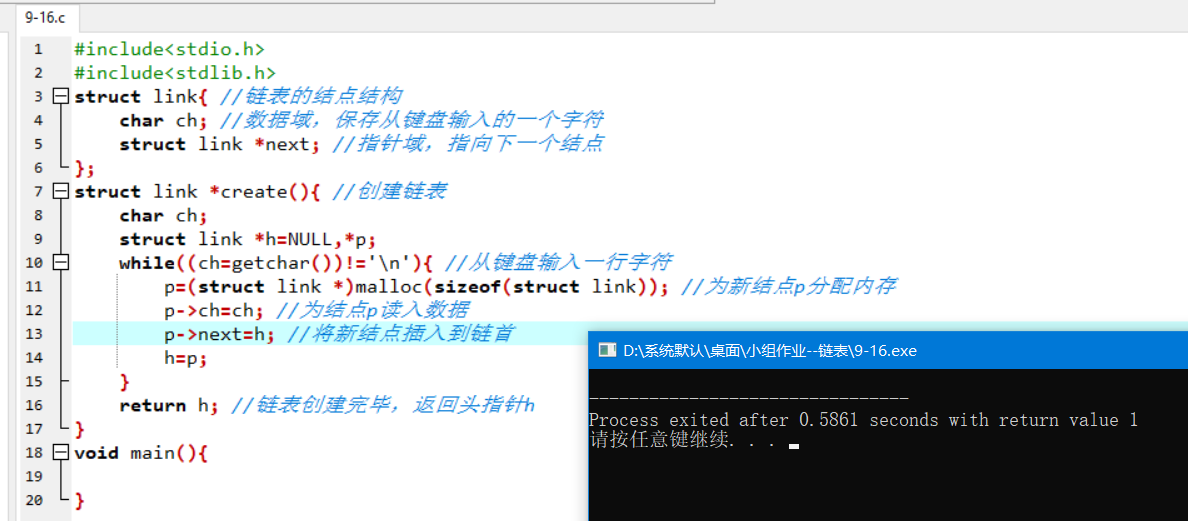 9-16.c
1 #include<stdio.h>
2 #include<stdlib.h>
3 struct link{ //链表的结点结构
4 char ch; //数据域，保存从键盘输入的一个字符
5 struct link *next; //指针域，指向下一个结点
6 };
7 struct link *create(){ //创建链表
8 char ch;
9 struct link *h=NULL,*p;
10 while((ch=getchar())!='\n'){ //从键盘输入一行字符
11 p=(struct link *)malloc(sizeof(struct link)); //为新结点p分配内存
12 p->ch=ch; //为结点p读入数据
13 p->next=h; //将新结点插入到链首
14 h=p;
15 }
16 return h; //链表创建完毕，返回头指针h
17 }
18 void main(){
19
20 }
D:\系统默认\桌面\小组作业--链表\9-16.exe
--------------------------------
Process exited after 0.5861 seconds with return value 1
请按任意键继续. . .